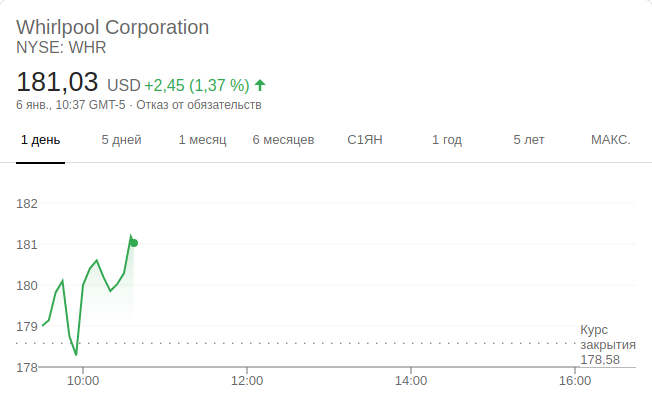 Whirlpool Corporation
NYSE: WHR
181,03 USD +2,45 (1,37 %)
6 янв., 10:37 GMT-5 · Отказ от обязательств
1 день 5 дней 1 месяц 6 месяцев С1ЯН 1 год 5 лет МАКС.
182
181
180
179
Курс
закрытия
178,58
178
10:00 12:00 14:00 16:00